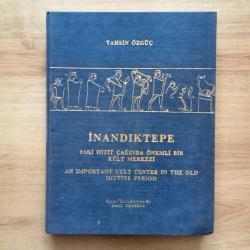 TAHSİN ÖZGÜÇ
İNANDIKTEPE
ESKİ HİTİT ÇAĞINDA ÖNEMLİ BİR
KÜLT MERKEZİ
AN IMPORTANT CULT CENTER IN THE OLD
HITTITE PERIOD